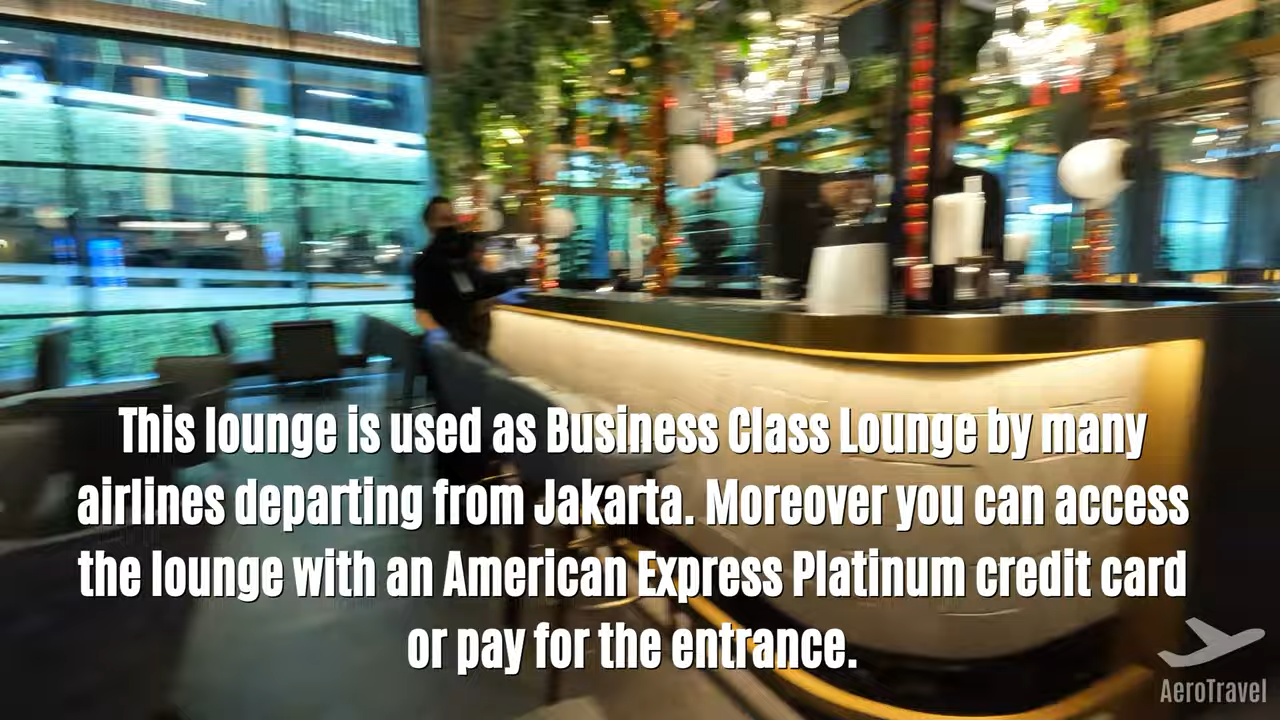 This lounge is used as Business Class Lounge by many
airlines departing from Jakarta. Moreover you can access
the lounge with an American Express Platinum credit card
or pay for the entrance.
AeroTravel